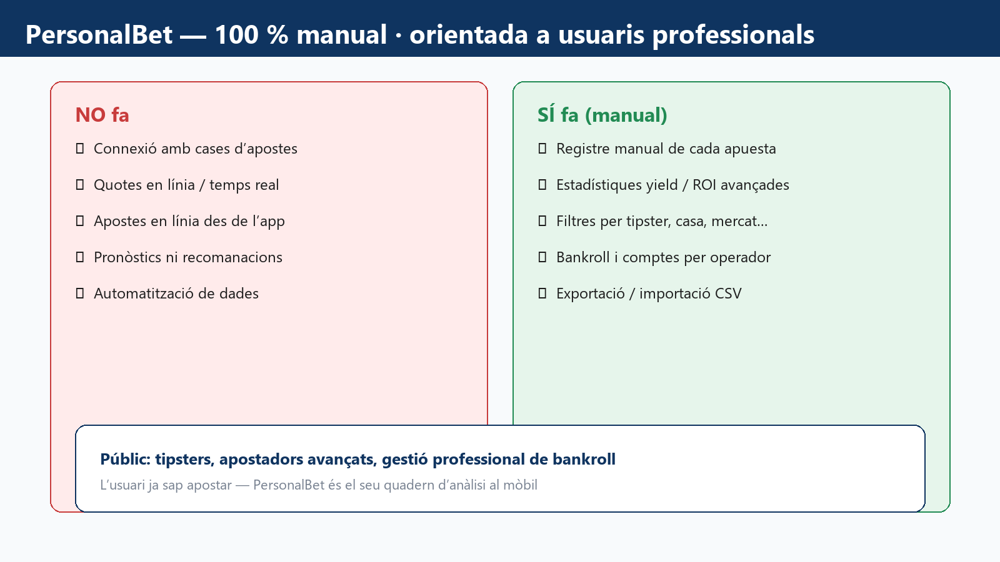 PersonalBet — 100 % manual · orientada a usuaris professionals
NO fa
▯ Connexió amb cases d’apostes
▯ Quotes en línia / temps real
▯ Apostes en línia des de l’app
▯ Pronòstics ni recomanacions
▯ Automatització de dades
SÍ fa (manual)
▯ Registre manual de cada apuesta
▯ Estadístiques yield / ROI avançades
▯ Filtres per tipster, casa, mercat…
▯ Bankroll i comptes per operador
▯ Exportació / importació CSV
Públic: tipsters, apostadors avançats, gestió professional de bankroll
L’usuari ja sap apostar — PersonalBet és el seu quadern d’anàlisi al mòbil